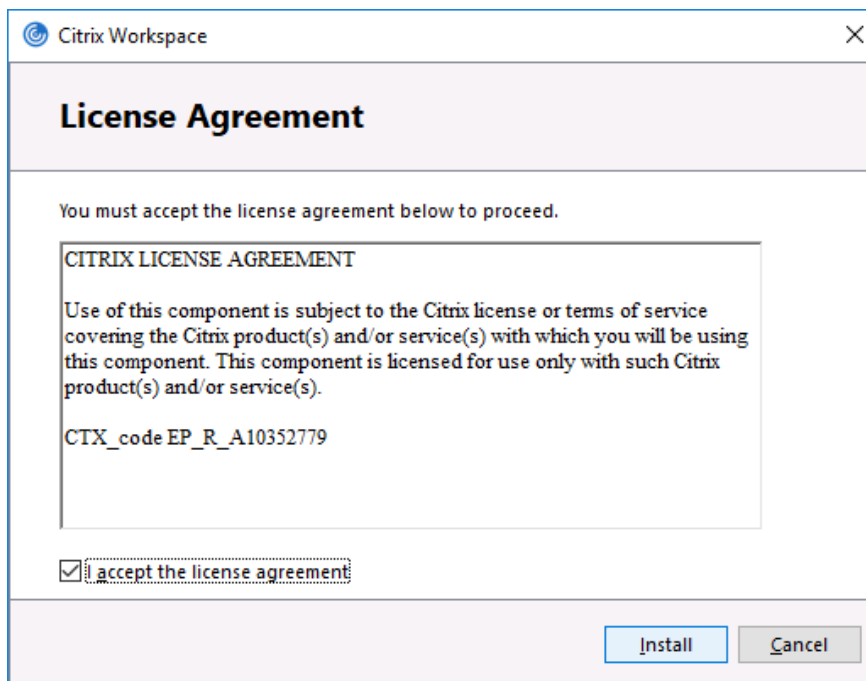 Citrix Workspace
License Agreement
You must accept the license agreement below to proceed.
CITRIX LICENSE AGREEMENT
Use of this component is subject to the Citrix license or terms of service
covering the Citrix product(s) and/or service(s) with which you will be using
this component. This component is licensed for use only with such Citrix
product(s) and/or service(s).
CTX_code EP_R_A10352779
I accept the license agreement
Install Cancel